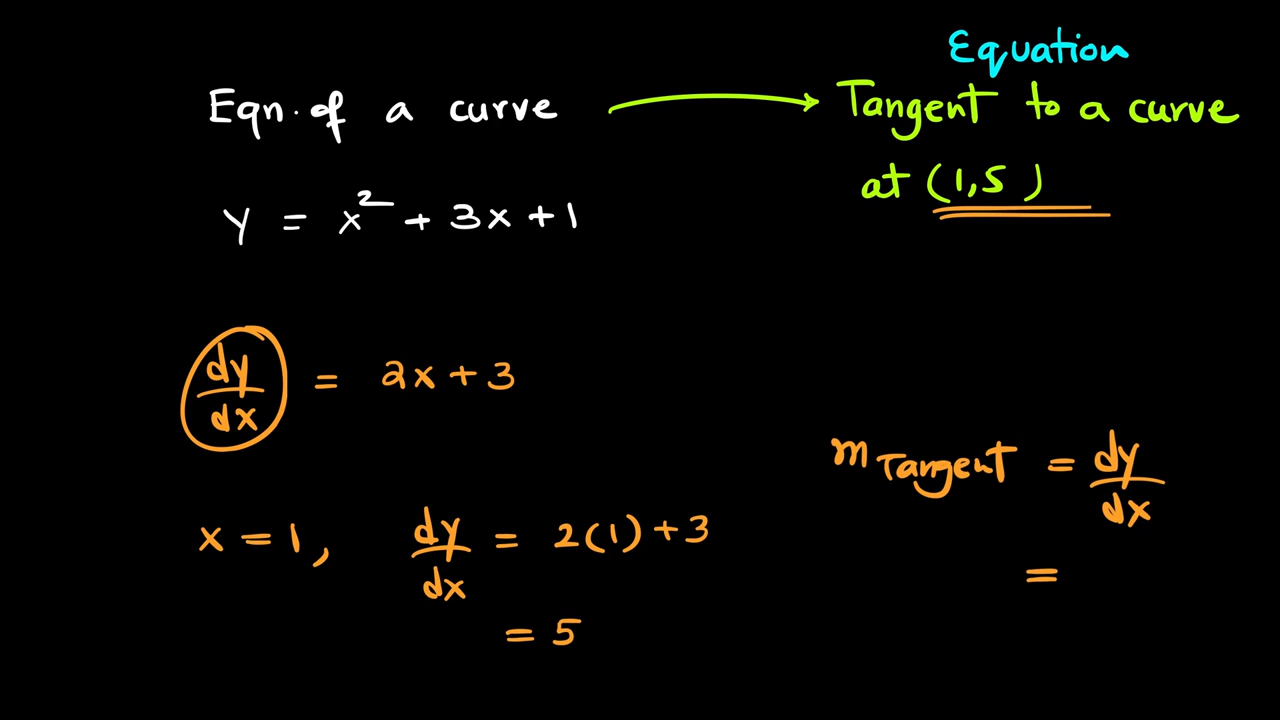 Eqn. of a curve
y = x² + 3x + 1
Equation
Tangent to a curve
at (1,5)
dy/dx = 2x + 3
x = 1, dy/dx = 2(1) + 3
= 5
m Tangent = dy/dx
=